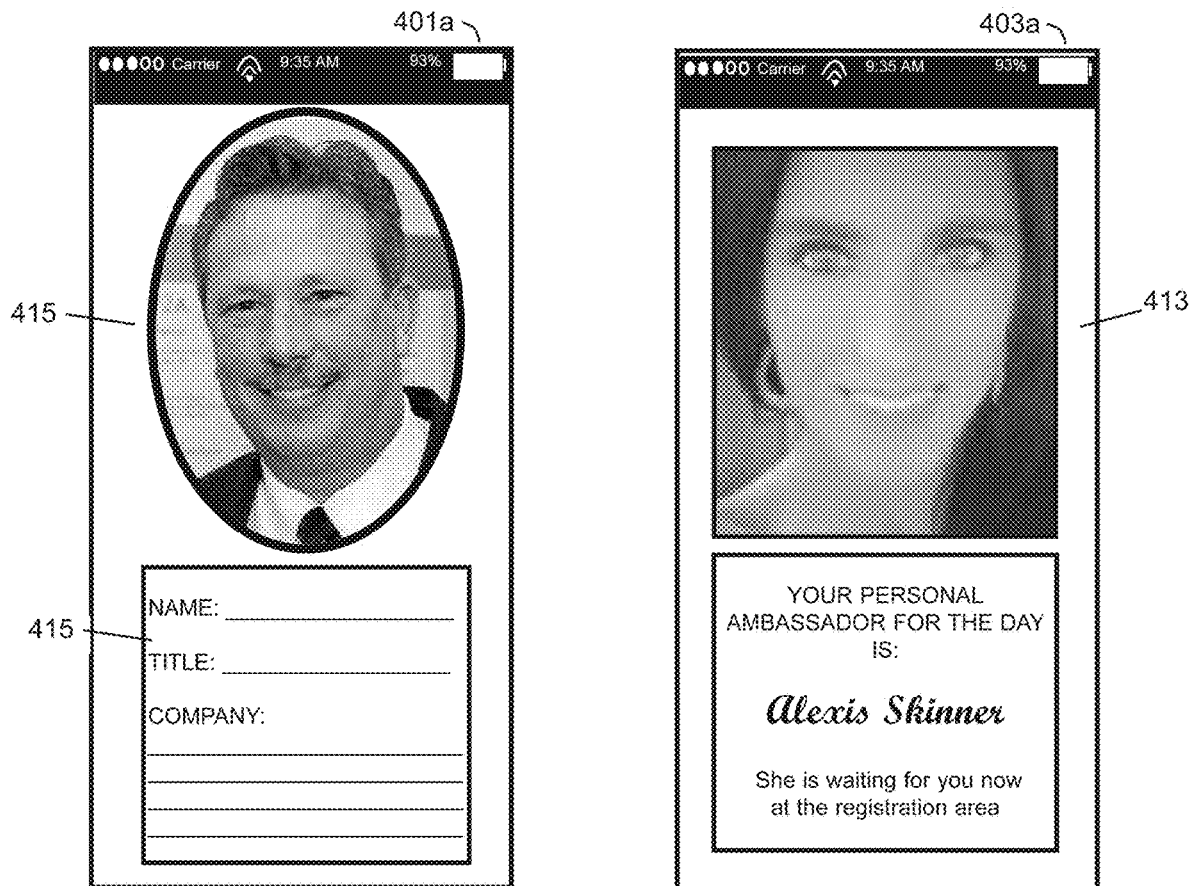 401a
Carrier 9:35 AM 93%
415
415
NAME:
TITLE:
COMPANY:
403a
Carrier 9:35 AM 93%
413
YOUR PERSONAL
AMBASSADOR FOR THE DAY
IS:
Alexis Skinner
She is waiting for you now
at the registration area